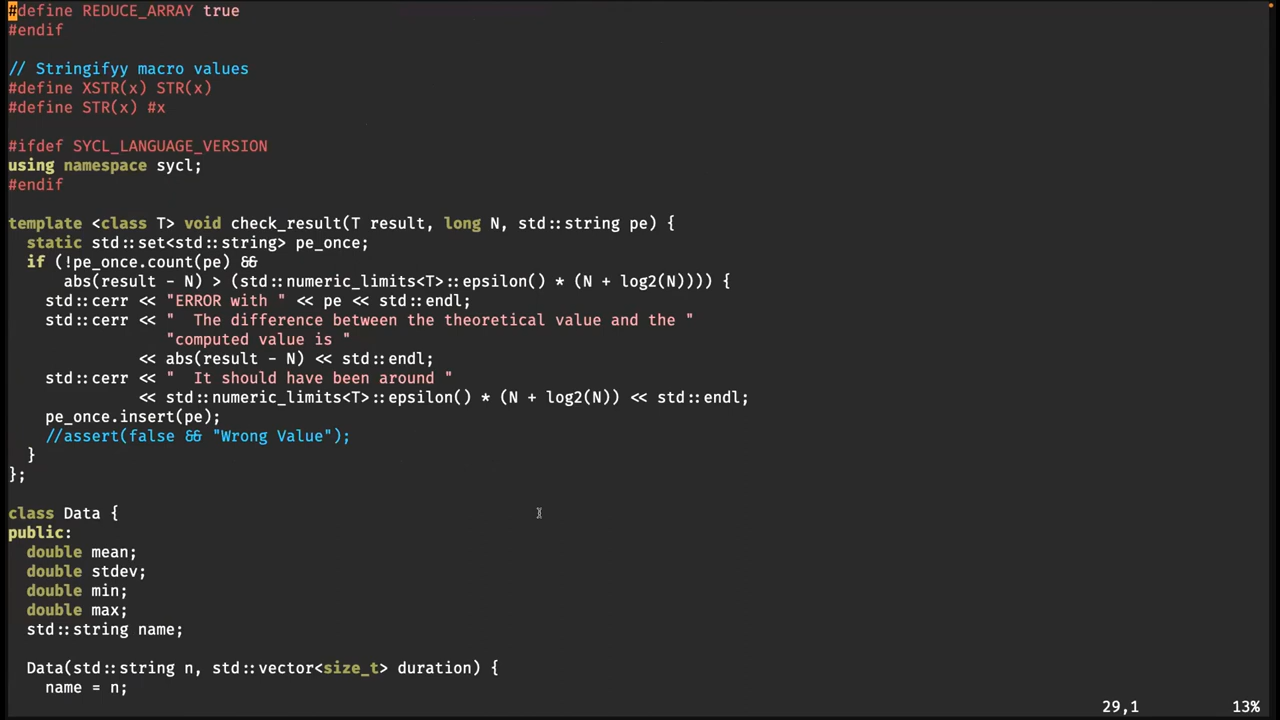 #define REDUCE_ARRAY true
#endif

// Stringifyy macro values
#define XSTR(x) STR(x)
#define STR(x) #x

#ifdef SYCL_LANGUAGE_VERSION
using namespace sycl;
#endif

template <class T> void check_result(T result, long N, std::string pe) {
  static std::set<std::string> pe_once;
  if (!pe_once.count(pe) &&
      abs(result - N) > (std::numeric_limits<T>::epsilon() * (N + log2(N)))) {
    std::cerr << "ERROR with " << pe << std::endl;
    std::cerr << "  The difference between the theoretical value and the "
                 "computed value is "
              << abs(result - N) << std::endl;
    std::cerr << "  It should have been around "
              << std::numeric_limits<T>::epsilon() * (N + log2(N)) << std::endl;
    pe_once.insert(pe);
    //assert(false && "Wrong Value");
  }
};

class Data {
public:
  double mean;
  double stdev;
  double min;
  double max;
  std::string name;

  Data(std::string n, std::vector<size_t> duration) {
    name = n;
29,1 13%